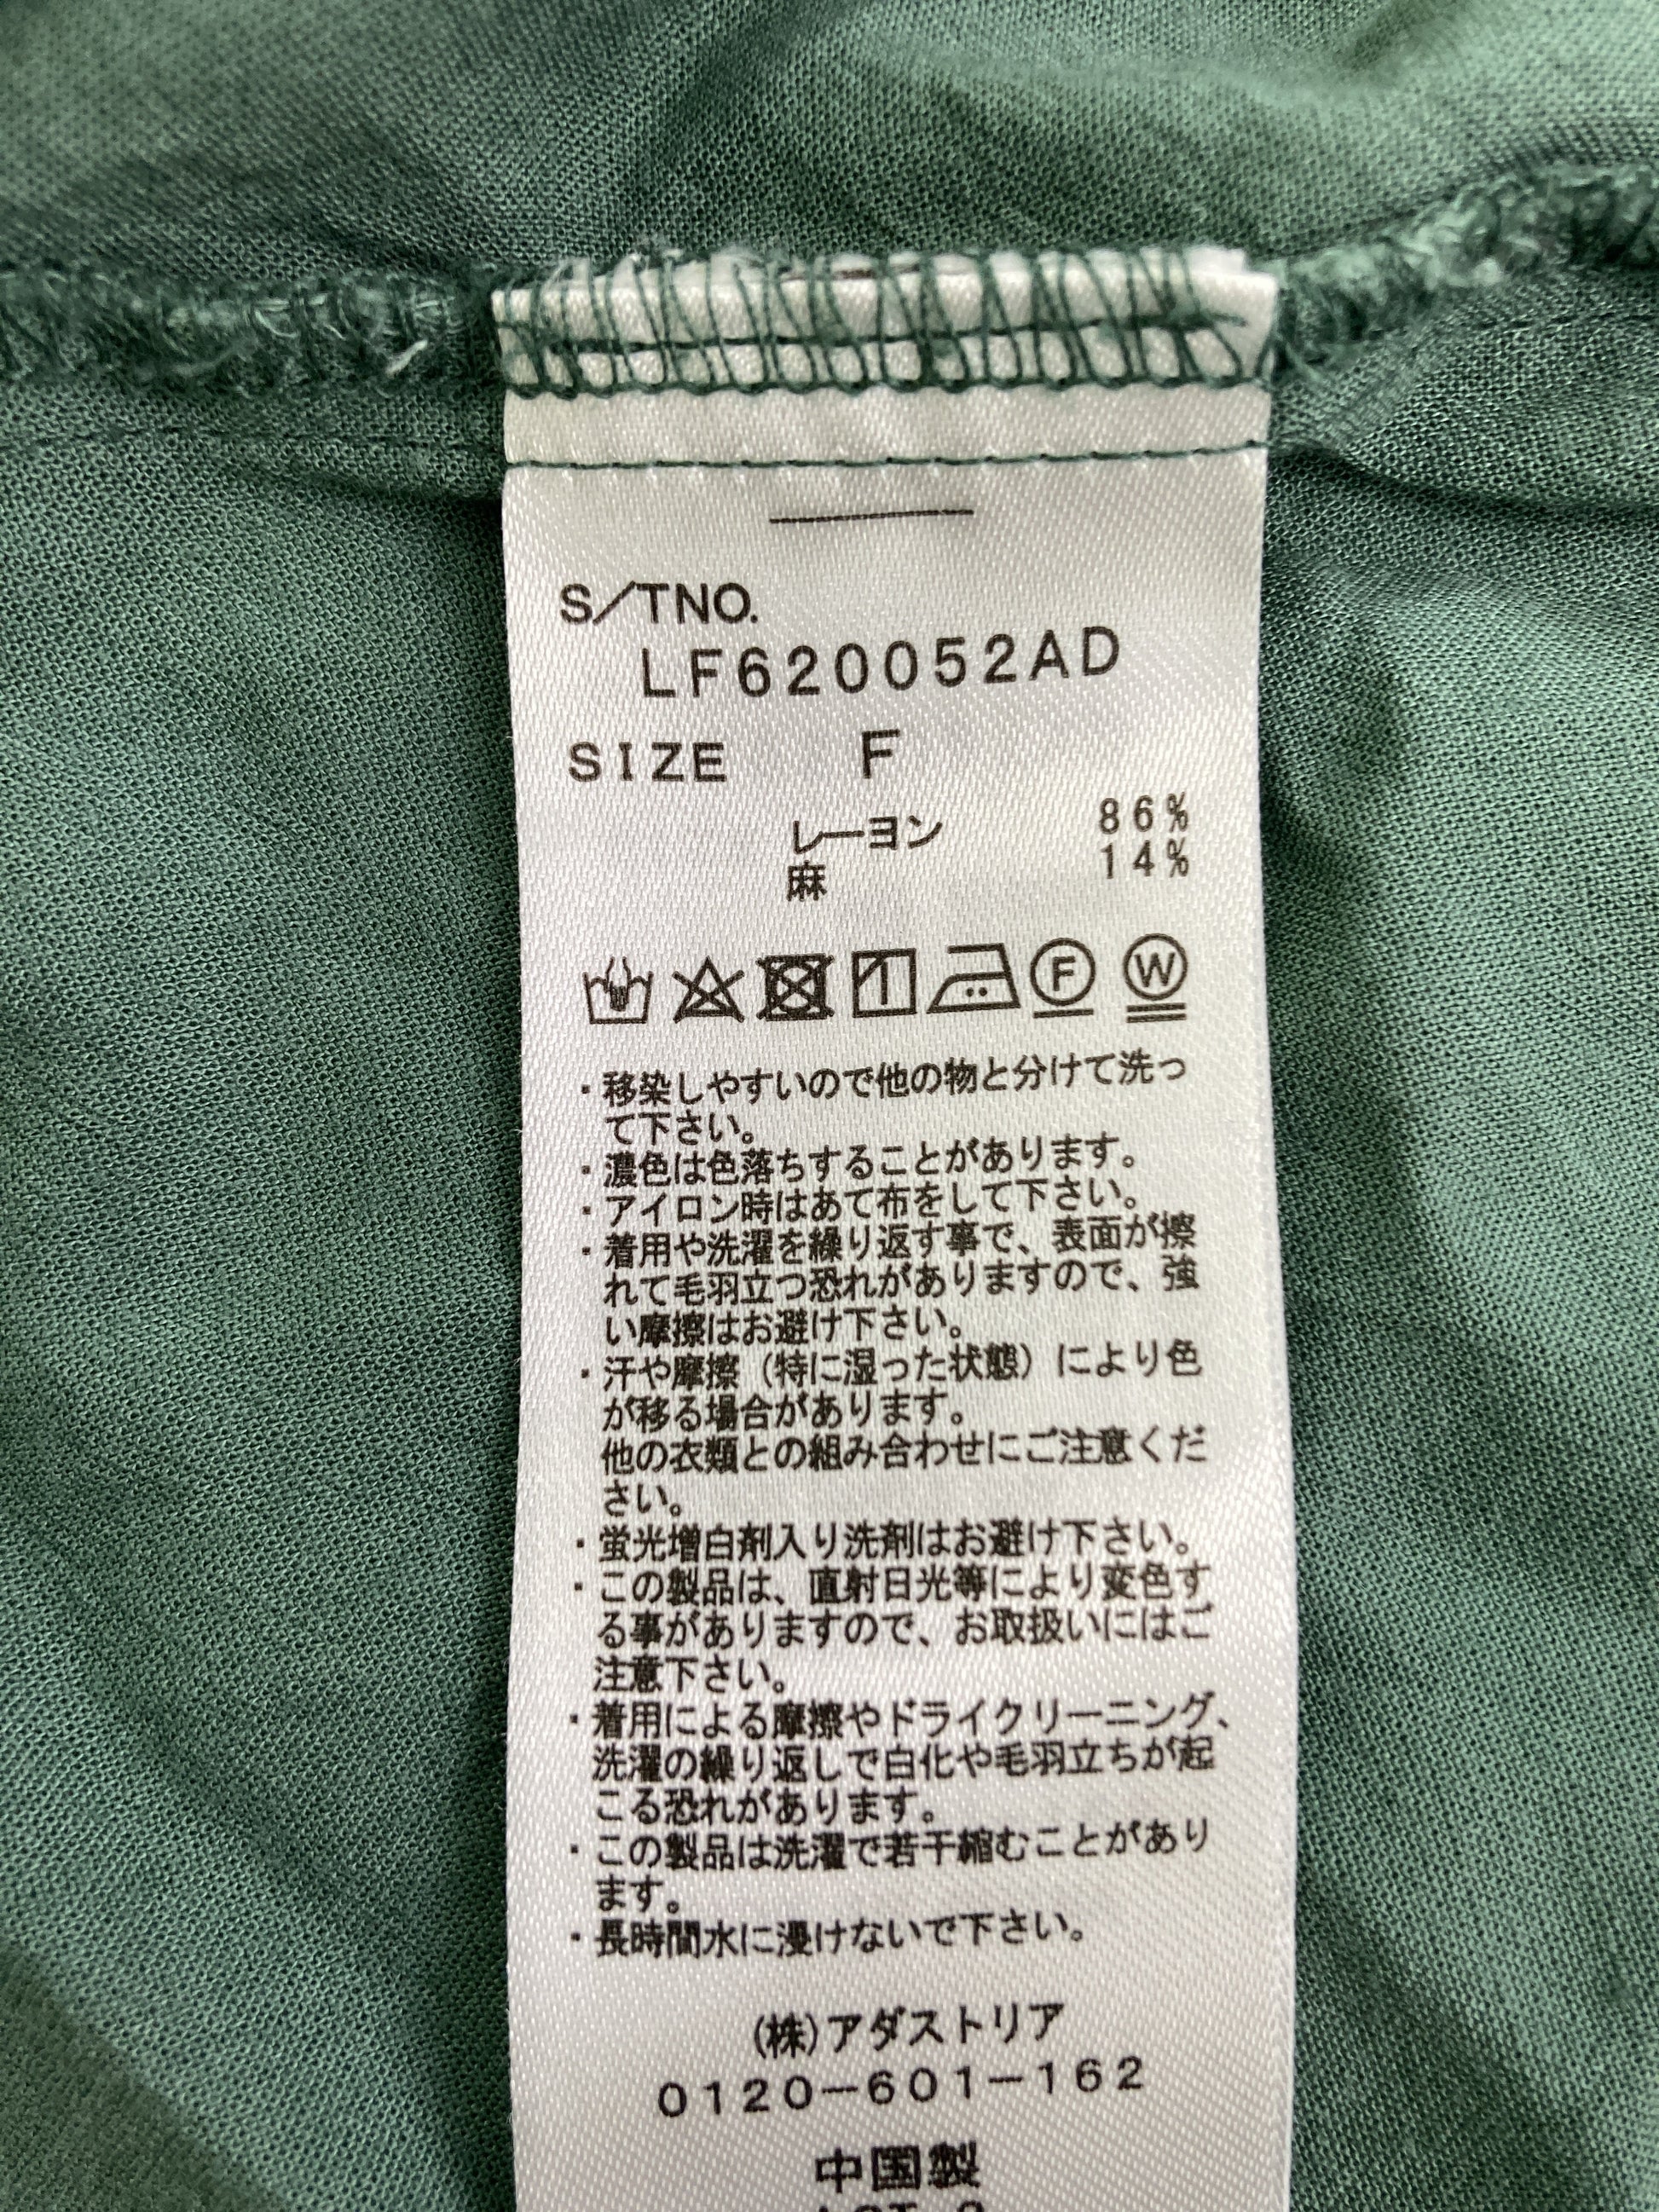 S/TNO.
LF620052AD
SIZE F
レーヨン 86%
麻 14%
F W
・移染しやすいので他の物と分けて洗っ
て下さい。
・濃色は色落ちすることがあります。
・アイロン時はあて布をして下さい。
・着用や洗濯を繰り返す事で、表面が擦
れて毛羽立つ恐れがありますので、強
い摩擦はお避け下さい。
・汗や摩擦（特に湿った状態）により色
が移る場合があります。
他の衣類との組み合わせにご注意くだ
さい。
・蛍光増白剤入り洗剤はお避け下さい。
・この製品は、直射日光等により変色す
る事がありますので、お取扱いにはご
注意下さい。
・着用による摩擦やドライクリーニング、
洗濯の繰り返しで白化や毛羽立ちが起
こる恐れがあります。
・この製品は洗濯で若干縮むことがあり
ます。
・長時間水に浸けないで下さい。
(株)アダストリア
0120-601-162
中国製